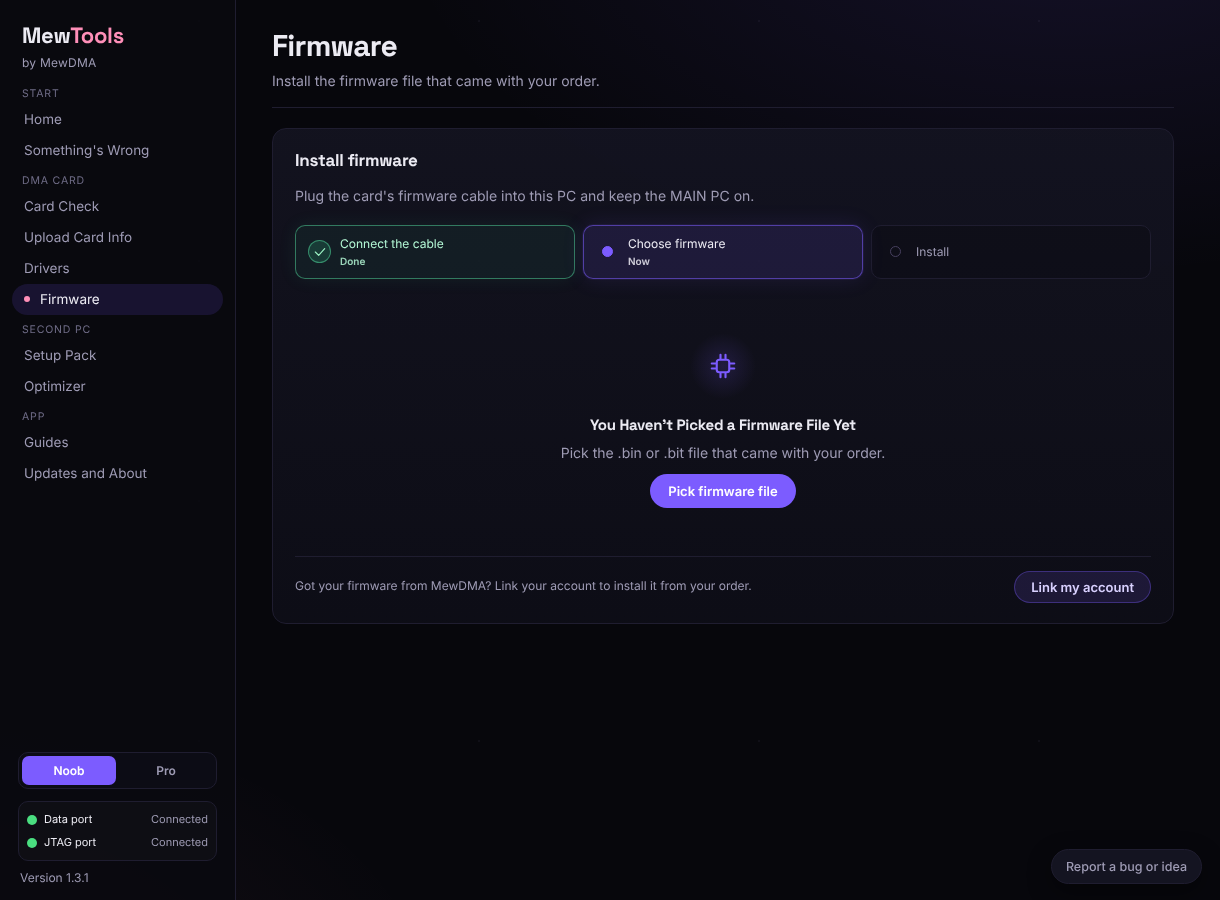 MewTools
by MewDMA
START
Home
Something's Wrong
DMA CARD
Card Check
Upload Card Info
Drivers
Firmware
SECOND PC
Setup Pack
Optimizer
APP
Guides
Updates and About
Noob
Pro
Data port Connected
JTAG port Connected
Version 1.3.1
Firmware
Install the firmware file that came with your order.
Install firmware
Plug the card's firmware cable into this PC and keep the MAIN PC on.
Connect the cable
Done
Choose firmware
Now
Install
You Haven’t Picked a Firmware File Yet
Pick the .bin or .bit file that came with your order.
Pick firmware file
Got your firmware from MewDMA? Link your account to install it from your order.
Link my account
Report a bug or idea